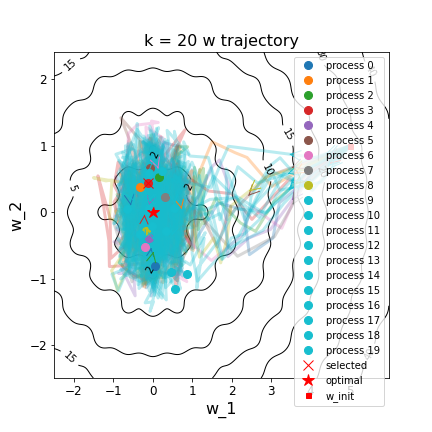 k = 20 w trajectory
w_2
2
1
0
−1
−2
−2
−1
0
1
2
3
w_1
15
5
2
2
2
10
15
15
process 0
process 1
process 2
process 3
process 4
process 5
process 6
process 7
process 8
process 9
process 10
process 11
process 12
process 13
process 14
process 15
process 16
process 17
process 18
process 19
selected
optimal
w_init